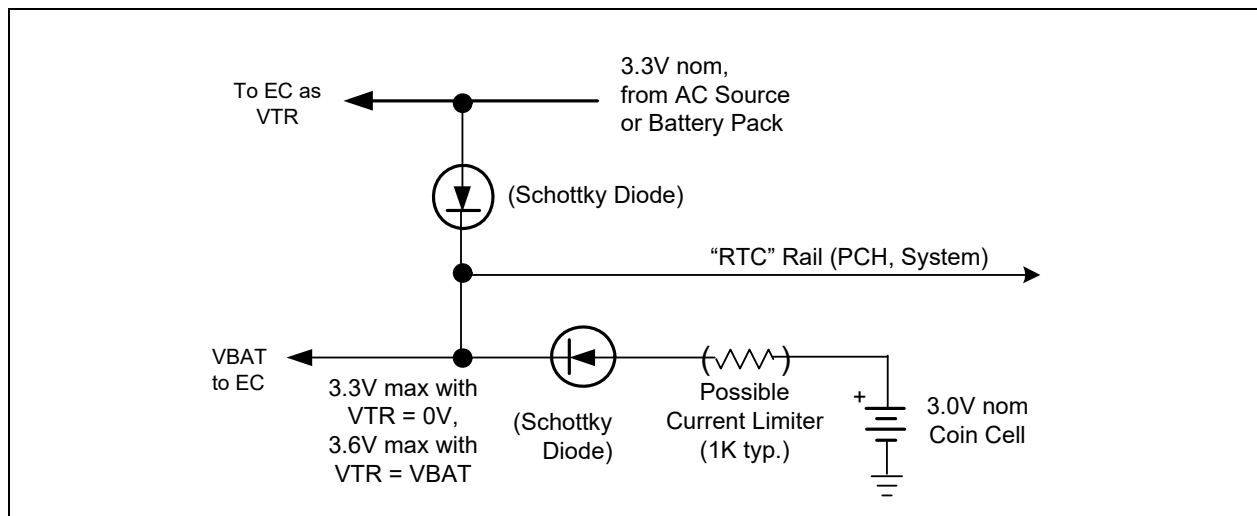 To EC as
VTR
3.3V nom,
from AC Source
or Battery Pack
(Schottky Diode)
“RTC” Rail (PCH, System)
VBAT
to EC
3.3V max with
VTR = 0V,
3.6V max with
VTR = VBAT
(Schottky
Diode)
( )
Possible
Current Limiter
(1K typ.)
+
3.0V nom
Coin Cell